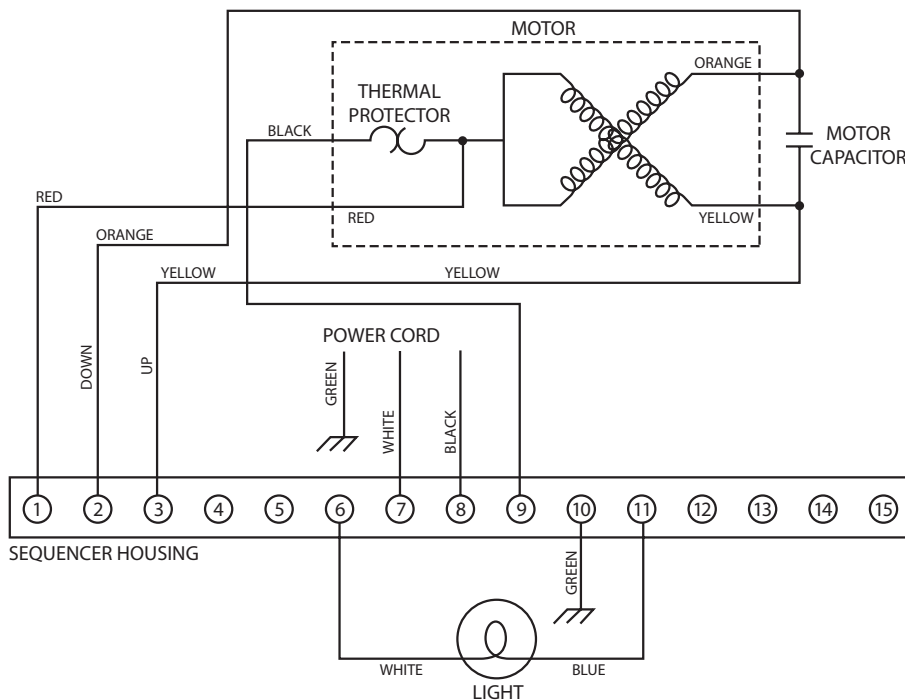 MOTOR
ORANGE
THERMAL
PROTECTOR
BLACK
MOTOR
CAPACITOR
RED
RED
YELLOW
ORANGE
YELLOW
YELLOW
POWER CORD
DOWN
UP
GREEN
WHITE
BLACK
1 2 3 4 5 6 7 8 9 10 11 12 13 14 15
SEQUENCER HOUSING
GREEN
WHITE
BLUE
LIGHT